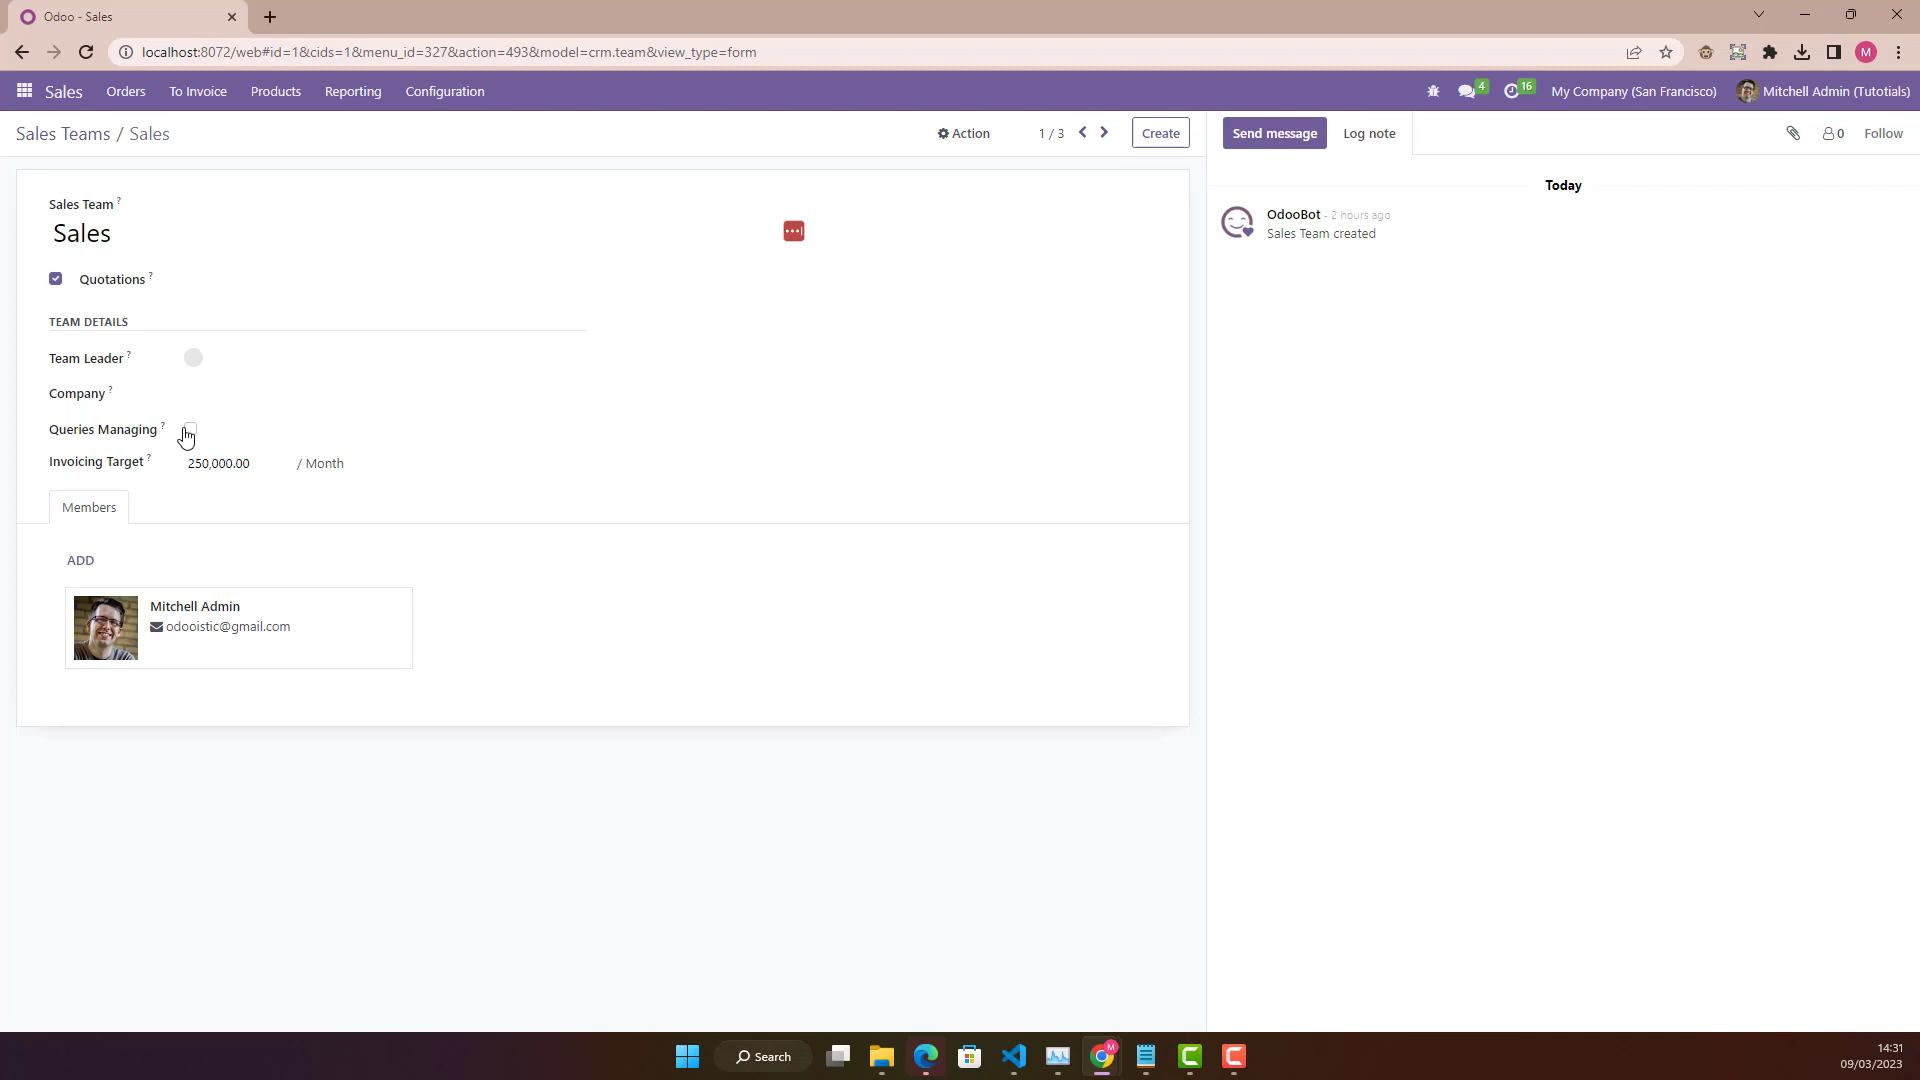 Odoo - Sales
localhost:8072/web#id=1&cids=1&menu_id=327&action=493&model=crm.team&view_type=form
M
Sales
Orders
To Invoice
Products
Reporting
Configuration
4
16
My Company (San Francisco)
Mitchell Admin (Tutotials)
Sales Teams / Sales
Action
1 / 3
Create
Send message
Log note
0
Follow
Sales Team ?
Sales
Quotations ?
TEAM DETAILS
Team Leader ?
Company ?
Queries Managing ?
Invoicing Target ?
250,000.00
/ Month
Members
ADD
Mitchell Admin
odooistic@gmail.com
Today
OdooBot - 2 hours ago
Sales Team created
Search
M
14:31
09/03/2023